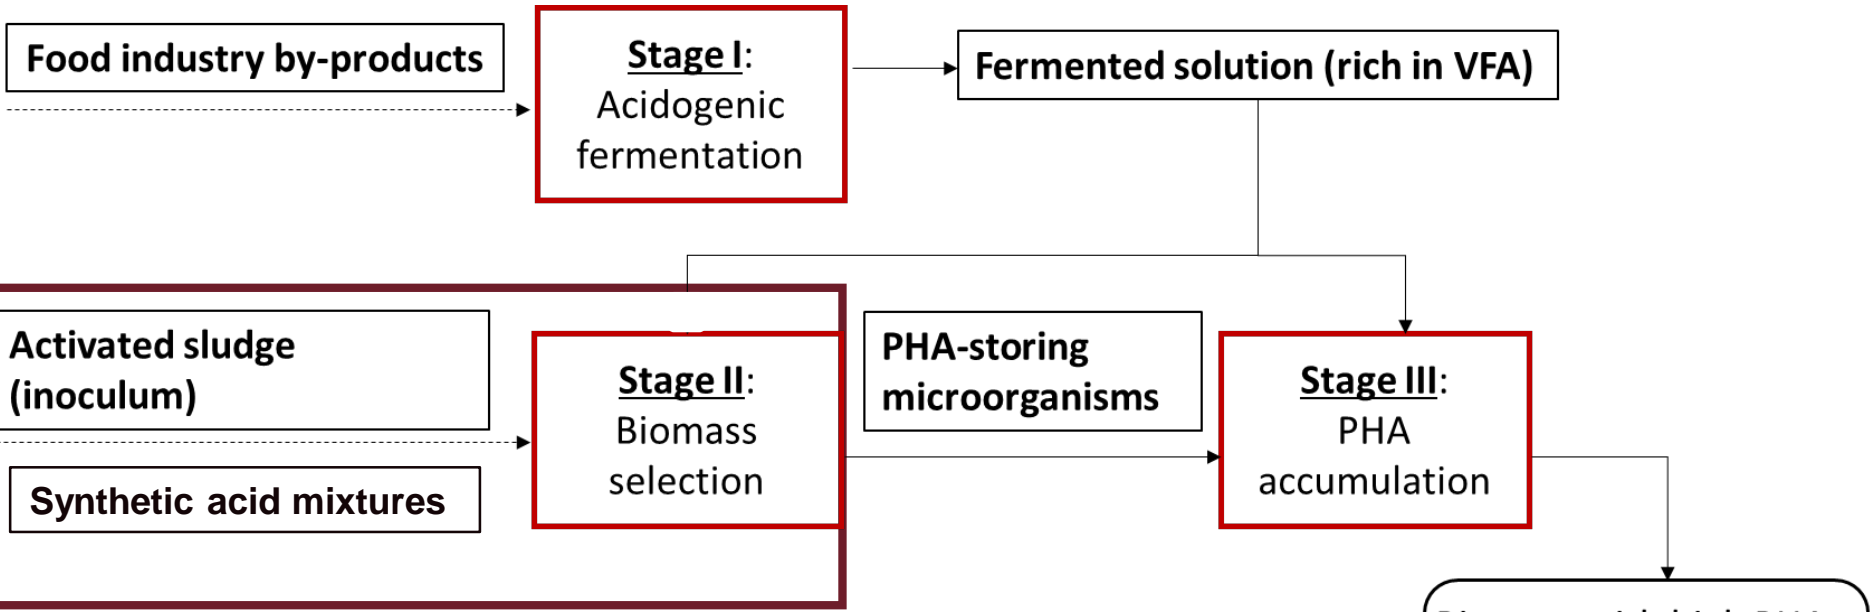 Food industry by-products
Stage I:
Acidogenic
fermentation
Fermented solution (rich in VFA)
Activated sludge
(inoculum)
Synthetic acid mixtures
Stage II:
Biomass
selection
PHA-storing
microorganisms
Stage III:
PHA
accumulation